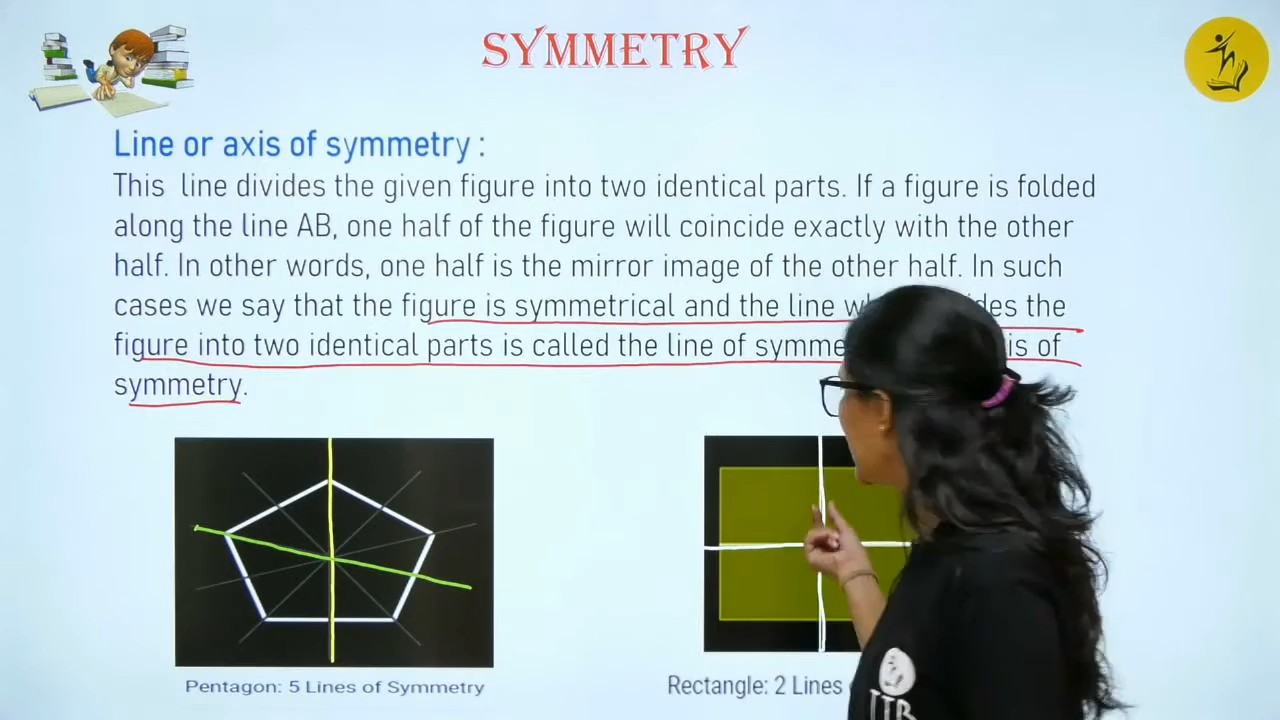 SYMMETRY
Line or axis of symmetry :
This line divides the given figure into two identical parts. If a figure is folded
along the line AB, one half of the figure will coincide exactly with the other
half. In other words, one half is the mirror image of the other half. In such
cases we say that the figure is symmetrical and the line the
figure into two identical parts is called the line of of
symmetry.
Pentagon: 5 Lines of Symmetry
Rectangle: 2 Lines